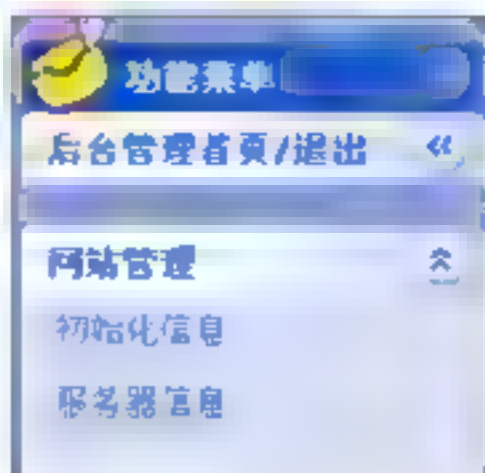 功能菜单
后台管理首页/退出
网站管理
初始化信息
服务器信息